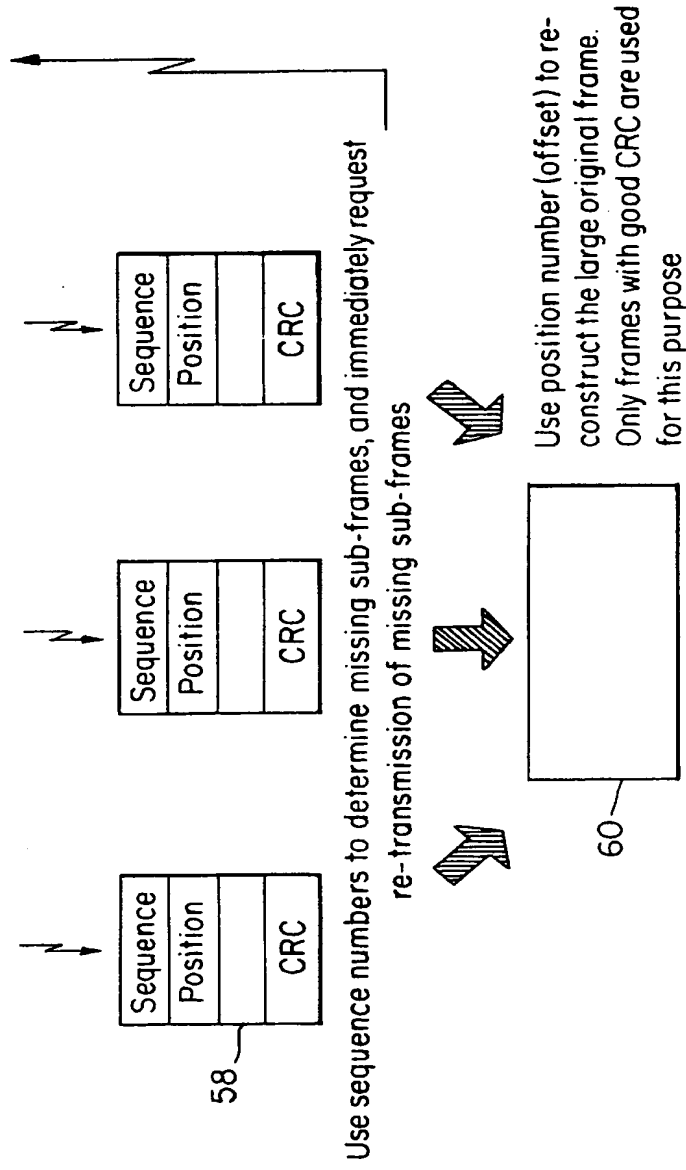 Sequence
Position
CRC
Sequence
Position
CRC
Sequence
Position
CRC
58
Use sequence numbers to determine missing sub-frames, and immediately request
re-transmission of missing sub-frames
60
Use position number (offset) to re-
construct the large original frame.
Only frames with good CRC are used
for this purpose